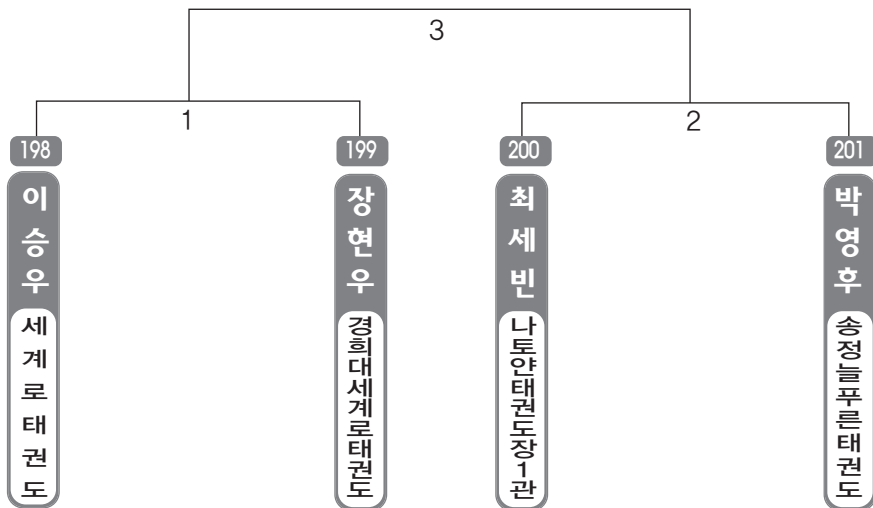 3
1
2
198
199
200
201
이승우
장현우
최세빈
박영후
세계로태권도
경희대세계로태권도
나토얀태권도장1관
송정늘푸른태권도